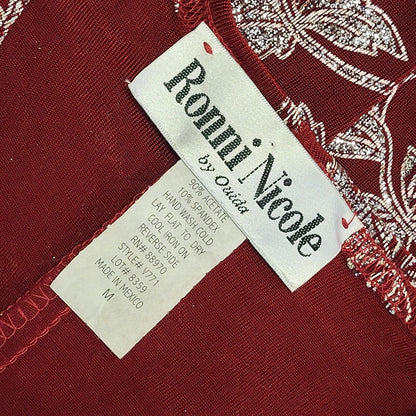 Ronni Nicole
by Ouida
90% ACETATE
10% SPANDEX
HAND WASH COLD
LAY FLAT TO DRY
COOL IRON ON
REVERSE SIDE
RN# 88970
STYLE# V771
LOT# 8359
MADE IN MEXICO
M